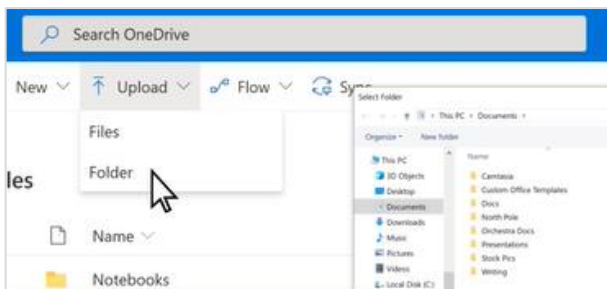 Search OneDrive
New Upload Flow Sync
Files
Folder
les
Name
Notebooks
Select Folder
This PC › Documents ›
Organize New folder
This PC
3D Objects
Desktop
Documents
Downloads
Music
Pictures
Videos
Local Disk (C:)
Name
Camtasia
Custom Office Templates
Docs
North Pole
Orchestra Docs
Presentations
Stock Pics
Writing